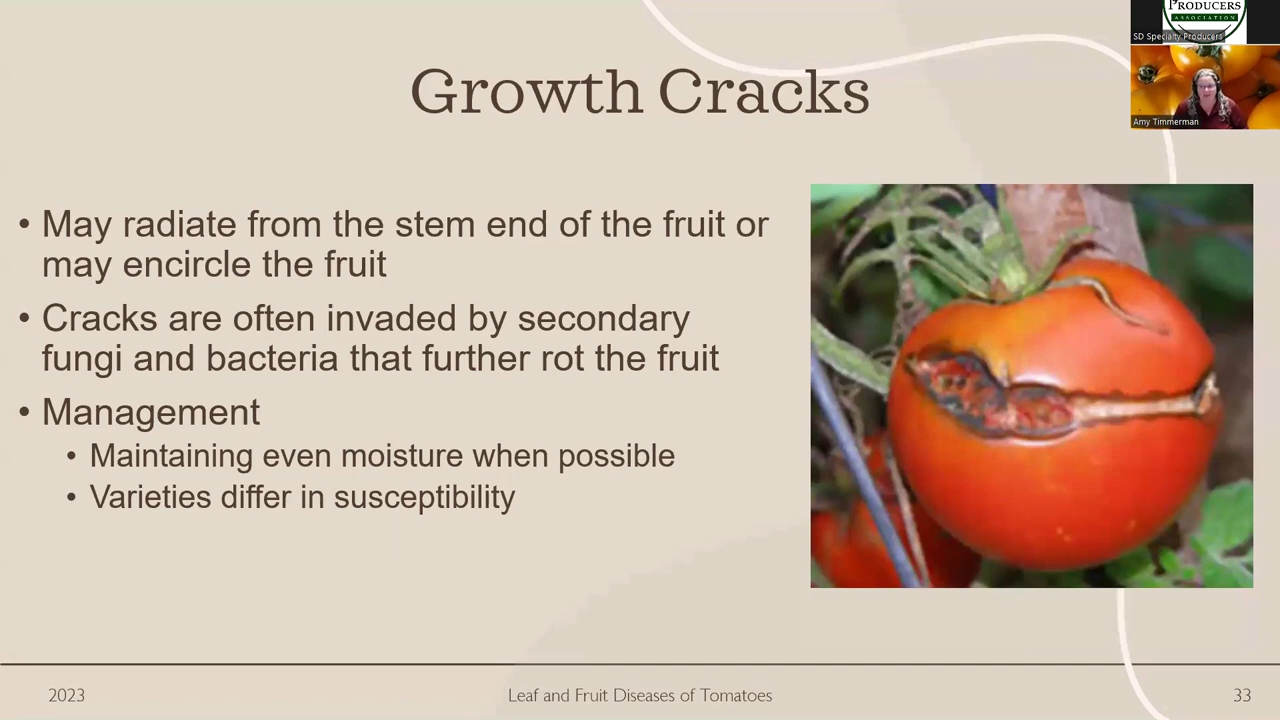 PRODUCERS
ASSOCIATION
SD Specialty Producers
Amy Timmerman
Growth Cracks
• May radiate from the stem end of the fruit or
may encircle the fruit
• Cracks are often invaded by secondary
fungi and bacteria that further rot the fruit
• Management
• Maintaining even moisture when possible
• Varieties differ in susceptibility
2023
Leaf and Fruit Diseases of Tomatoes
33